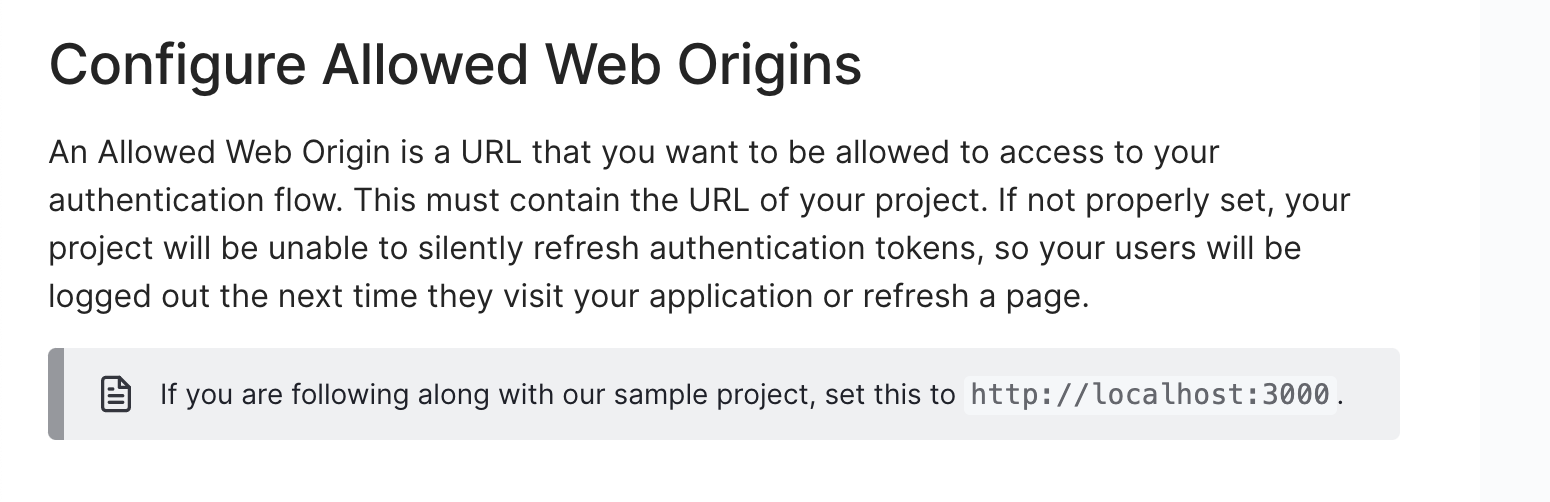 Configure Allowed Web Origins
An Allowed Web Origin is a URL that you want to be allowed to access to your
authentication flow. This must contain the URL of your project. If not properly set, your
project will be unable to silently refresh authentication tokens, so your users will be
logged out the next time they visit your application or refresh a page.
If you are following along with our sample project, set this to http://localhost:3000.